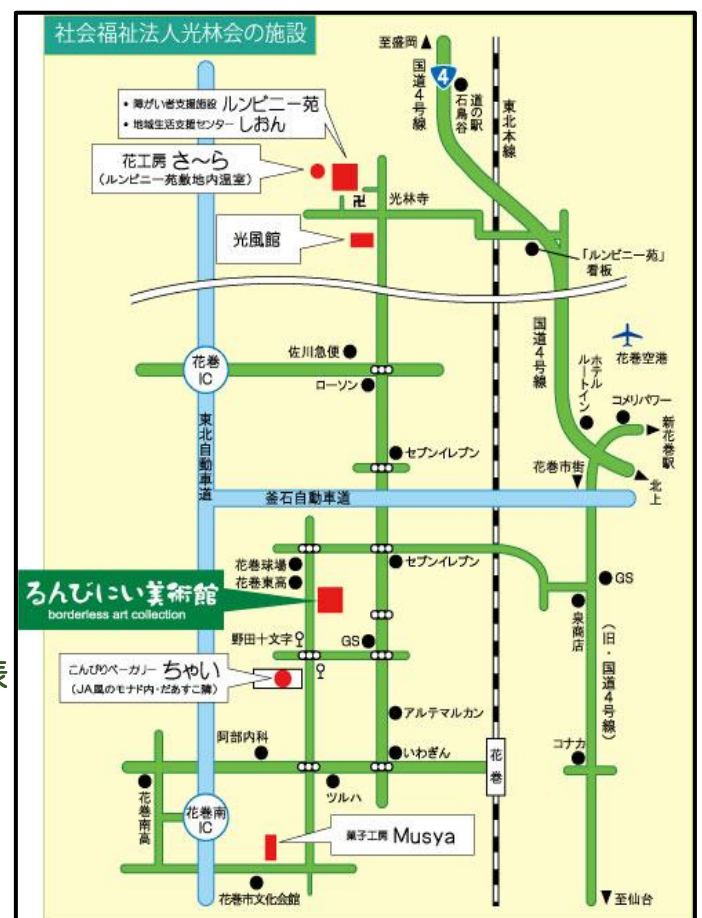 社会福祉法人光林会の施設
至盛岡▲
国道4号線
4
道の駅
石鳥谷
東北本線
• 障がい者支援施設 ルンビニー苑
• 地域生活支援センター しおん
花工房 さ〜ら
(ルンビニー苑敷地内温室)
卍
光林寺
光風館
「ルンビニー苑」
看板
国道4号線
花巻空港
佐川急便
花巻
IC
ローソン
ホテル
ルートイン
コメリパワー
新花巻駅
東北自動車道
セブンイレブン
花巻市街
北上
釜石自動車道
花巻球場
花巻東高
セブンイレブン
GS
るんびにい美術館
borderless art collection
泉商店
野田十文字
GS
(旧・国道4号線)
こんびりベーカリー ちゃい
(JA風のモナド内・だあすこ隣)
表
アルテマルカン
阿部内科
いわぎん
花巻
コナカ
ツルハ
花巻南高
花巻南
IC
菓子工房 Musya
花巻市文化会館
▼至仙台